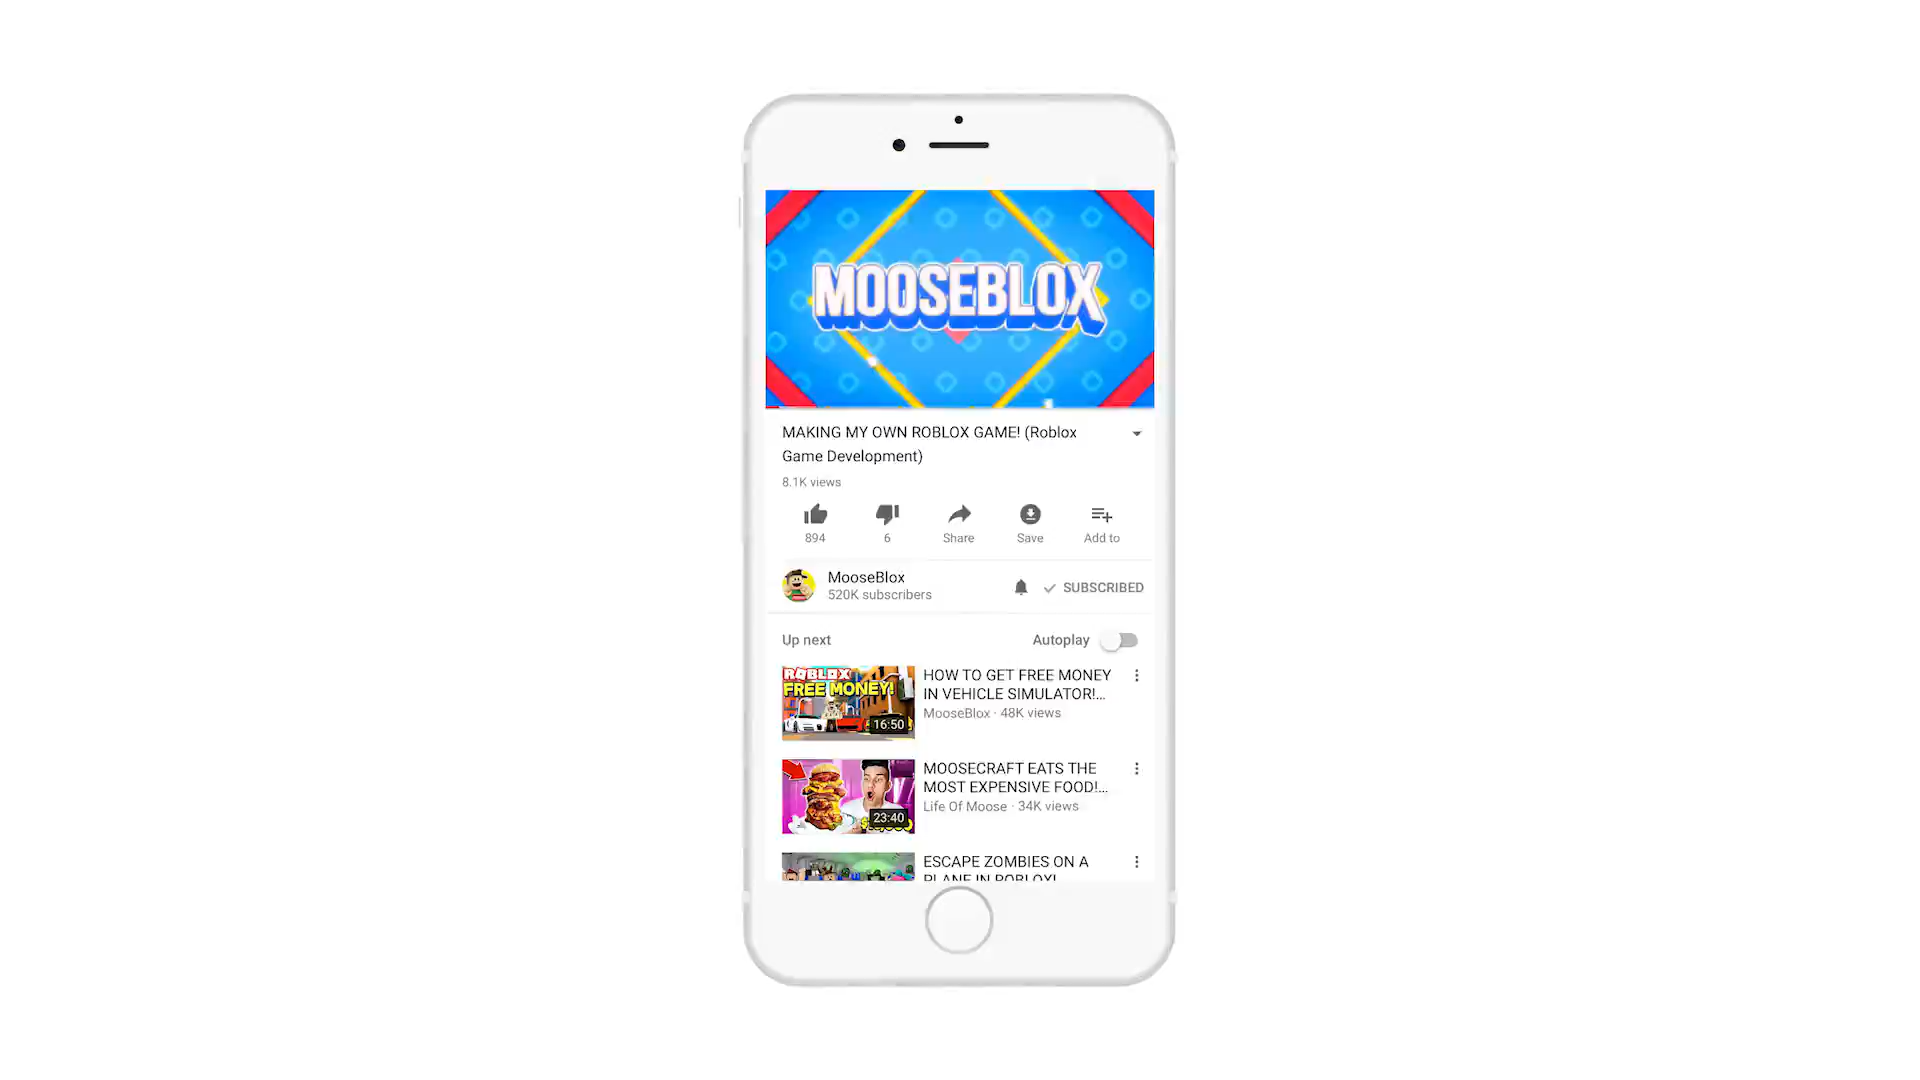 MOOSEBLOX
MAKING MY OWN ROBLOX GAME! (Roblox
Game Development)
8.1K views
894
6
Share
Save
Add to
MooseBlox
520K subscribers
SUBSCRIBED
Up next
Autoplay
ROBLOX
FREE MONEY!
16:50
HOW TO GET FREE MONEY
IN VEHICLE SIMULATOR!...
MooseBlox · 48K views
23:40
MOOSECRAFT EATS THE
MOST EXPENSIVE FOOD!...
Life Of Moose · 34K views
ESCAPE ZOMBIES ON A
PLANE IN ROBLOX!